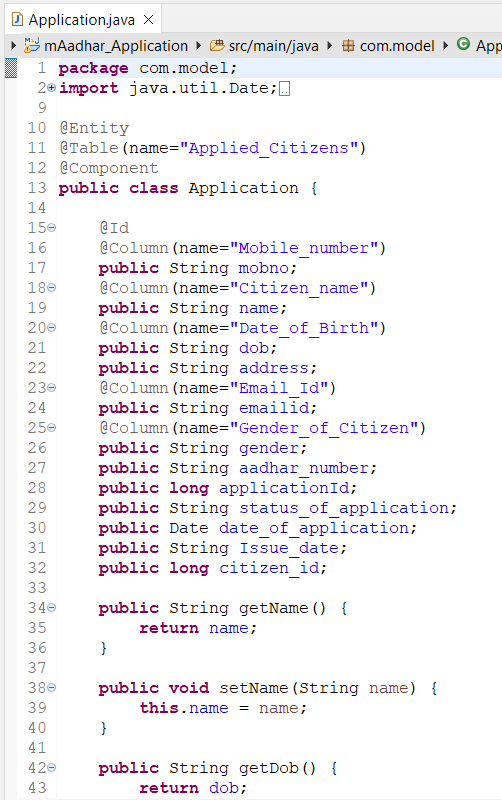 Application.java
mAadhar_Application src/main/java com.model App
1 package com.model;
2 import java.util.Date;
9
10 @Entity
11 @Table(name="Applied_Citizens")
12 @Component
13 public class Application {
14
15 @Id
16 @Column(name="Mobile_number")
17 public String mobno;
18 @Column(name="Citizen_name")
19 public String name;
20 @Column(name="Date_of_Birth")
21 public String dob;
22 public String address;
23 @Column(name="Email_Id")
24 public String emailid;
25 @Column(name="Gender_of_Citizen")
26 public String gender;
27 public String aadhar_number;
28 public long applicationId;
29 public String status_of_application;
30 public Date date_of_application;
31 public String Issue_date;
32 public long citizen_id;
33
34 public String getName() {
35 return name;
36 }
37
38 public void setName(String name) {
39 this.name = name;
40 }
41
42 public String getDob() {
43 return dob;